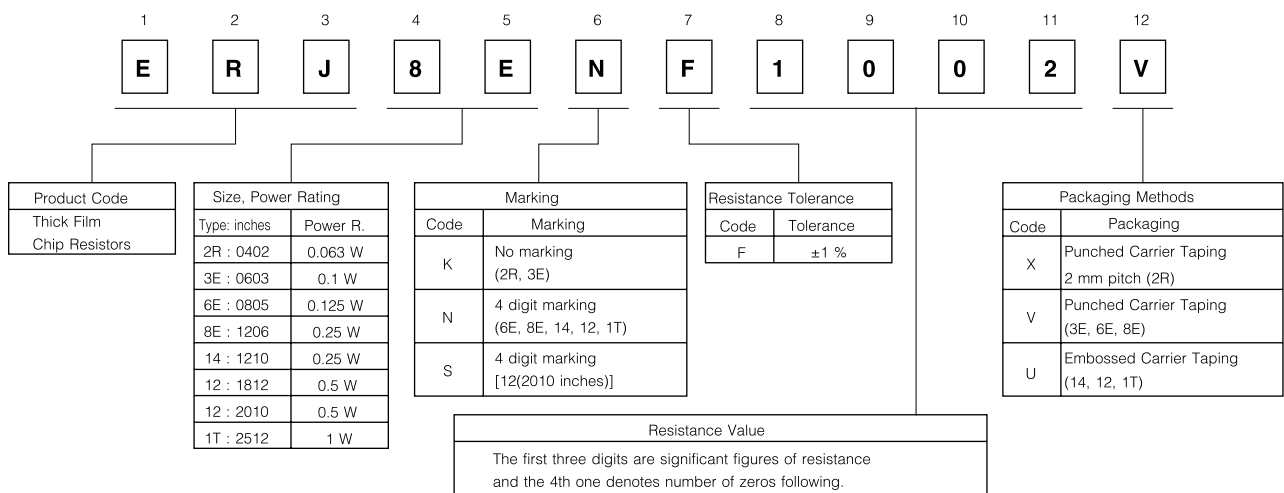 1 2 3 4 5 6 7 8 9 10 11 12
E R J 8 E N F 1 0 0 2 V
Product Code
Thick Film
Chip Resistors
Size, Power Rating
Type: inches Power R.
2R : 0402 0.063 W
3E : 0603 0.1 W
6E : 0805 0.125 W
8E : 1206 0.25 W
14 : 1210 0.25 W
12 : 1812 0.5 W
12 : 2010 0.5 W
1T : 2512 1 W
Marking
Code Marking
K No marking
(2R, 3E)
N 4 digit marking
(6E, 8E, 14, 12, 1T)
S 4 digit marking
[12(2010 inches)]
Resistance Tolerance
Code Tolerance
F ±1 %
Packaging Methods
Code Packaging
X Punched Carrier Taping
2 mm pitch (2R)
V Punched Carrier Taping
(3E, 6E, 8E)
U Embossed Carrier Taping
(14, 12, 1T)
Resistance Value
The first three digits are significant figures of resistance
and the 4th one denotes number of zeros following.